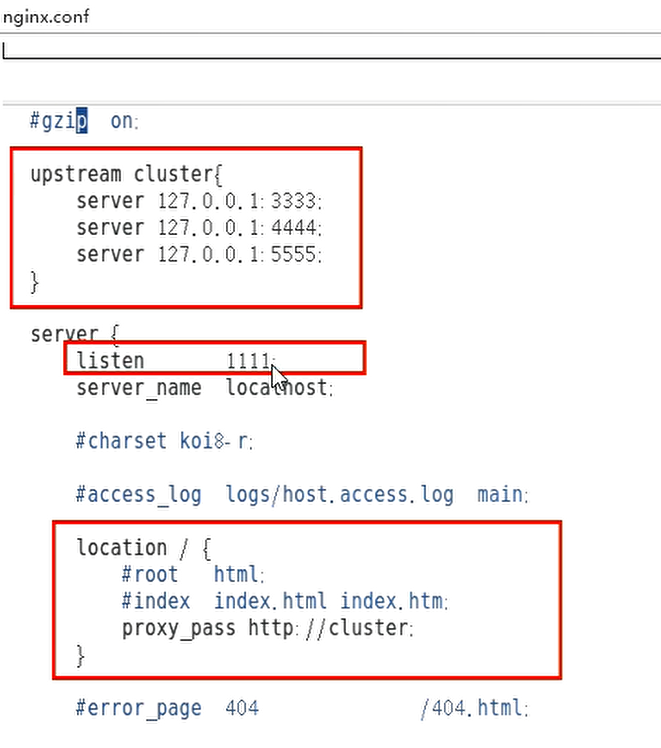 nginx.conf
#gzip  on;
upstream cluster{
    server 127.0.0.1:3333;
    server 127.0.0.1:4444;
    server 127.0.0.1:5555;
}
server {
    listen       1111;
    server_name  localhost;
    #charset koi8-r;
    #access_log  logs/host.access.log  main;
    location / {
        #root   html;
        #index  index.html index.htm;
        proxy_pass http://cluster;
    }
    #error_page  404              /404.html;